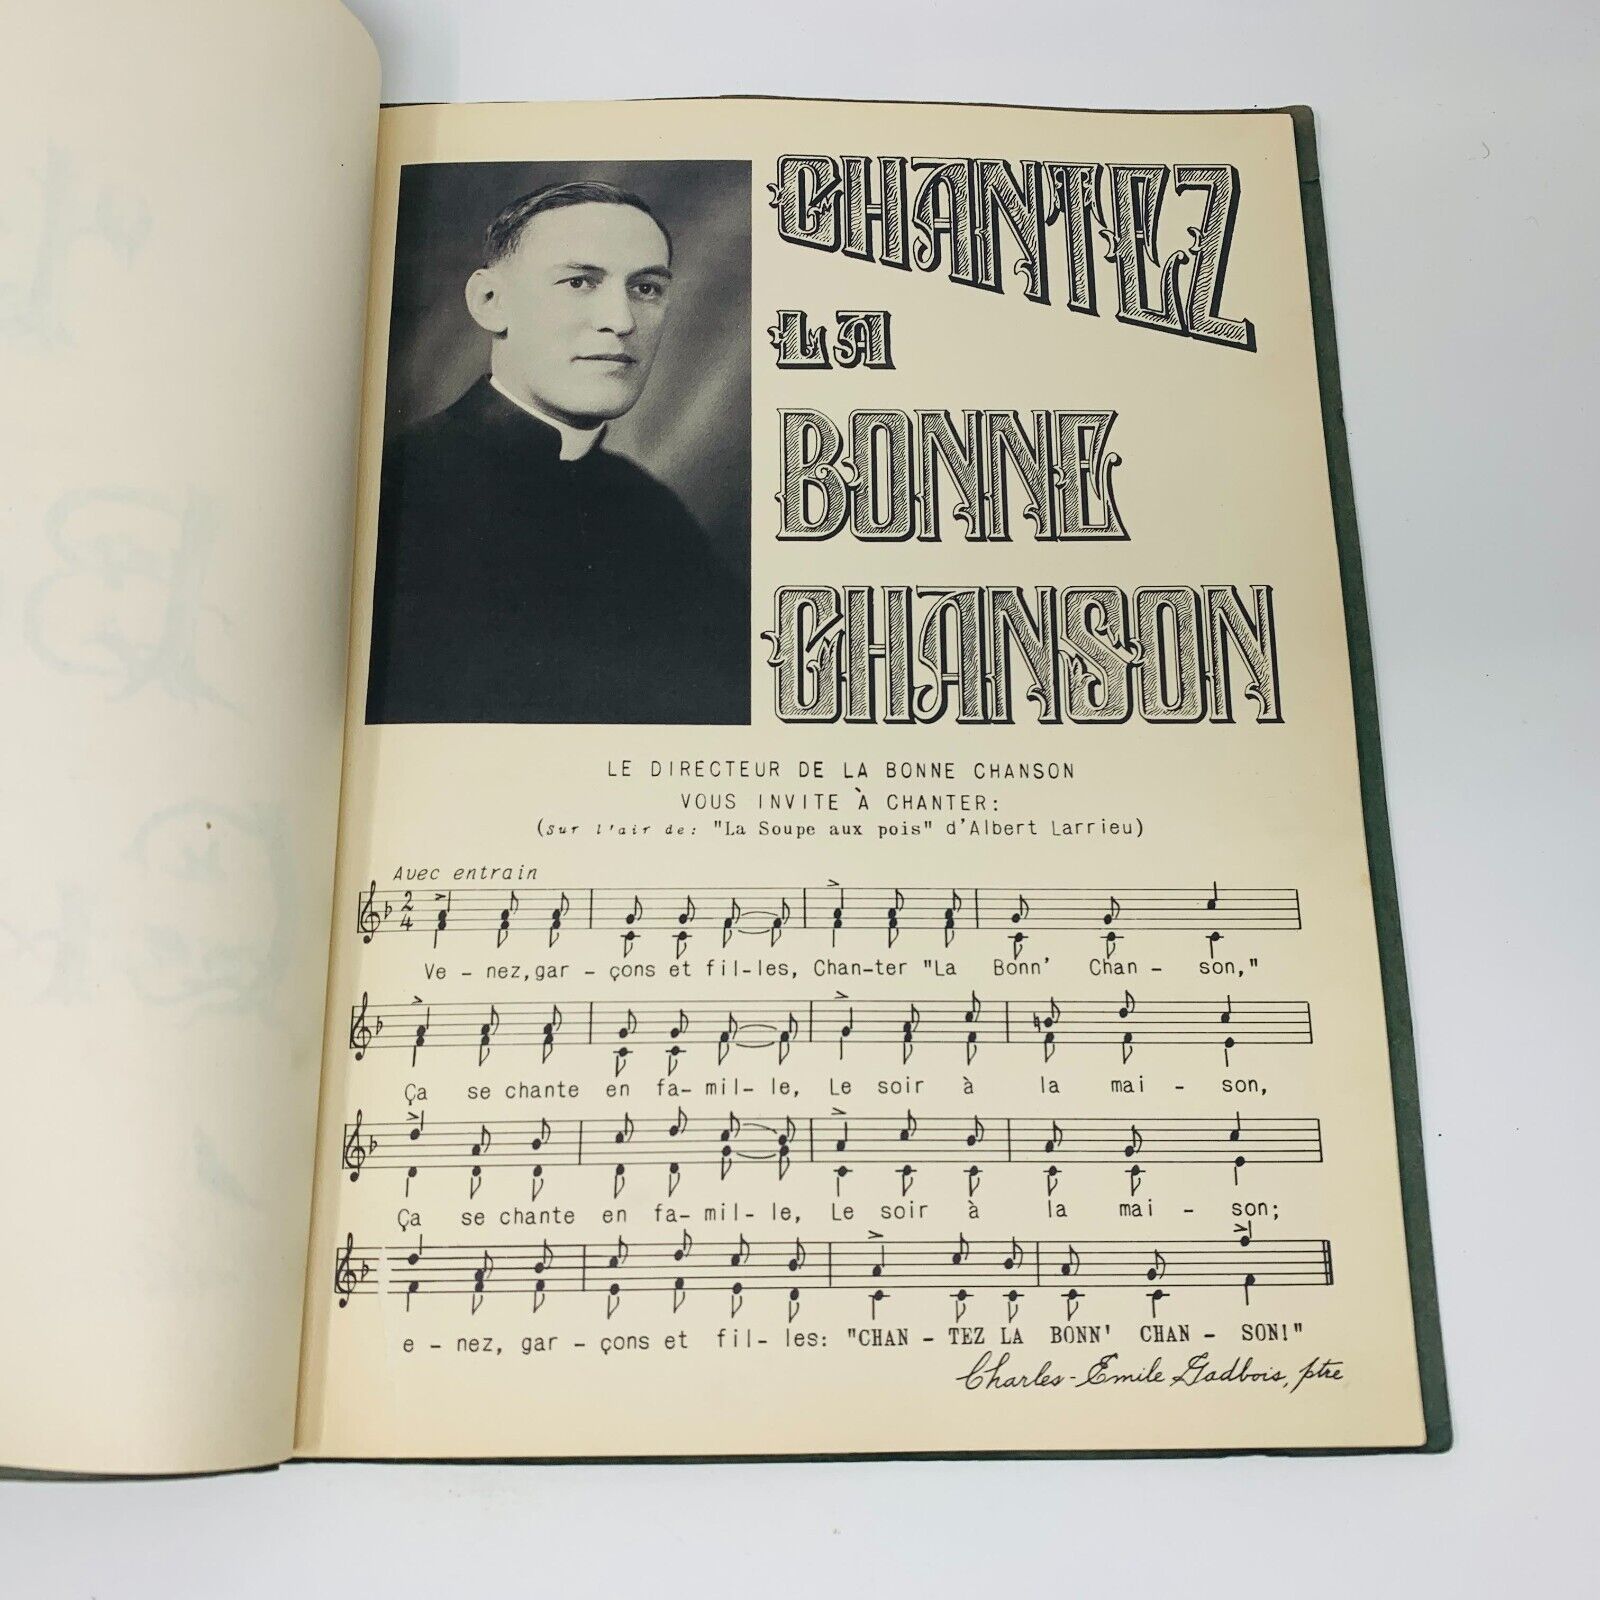 CHANTEZ
LA
BONNE
CHANSON
LE DIRECTEUR DE LA BONNE CHANSON
VOUS INVITE À CHANTER:
(Sur l'air de: "La Soupe aux pois" d'Albert Larrieu)
Avec entrain
2
4
Ve - nez, gar - çons et fil - les, Chan-ter "La Bonn' Chan - son,"
Ça se chante en fa - mil - le, Le soir à la mai - son,
Ça se chante en fa - mil - le, Le soir à la mai - son;
e - nez, gar - çons et fil - les: "CHAN - TEZ LA BONN' CHAN - SON!"
Charles-Emile Gadbois, ptre